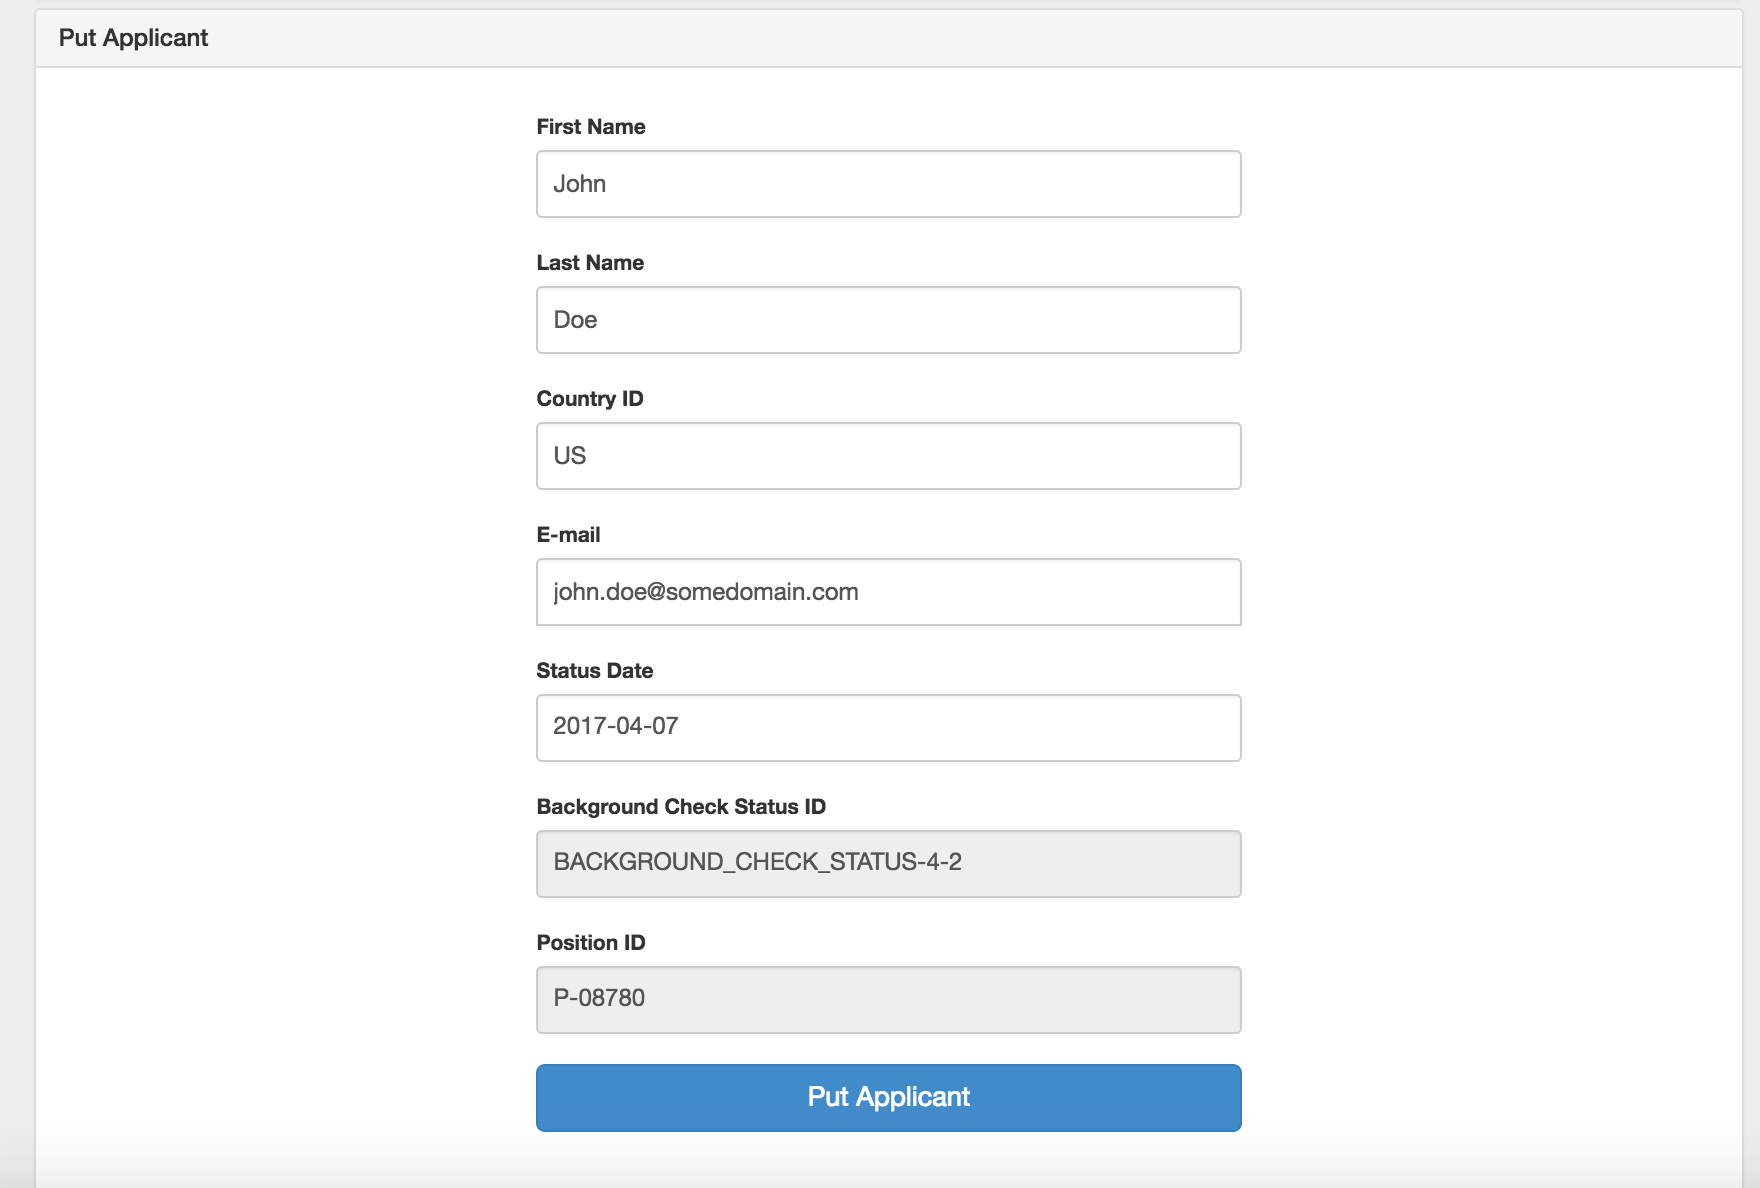 Put Applicant
First Name
John
Last Name
Doe
Country ID
US
E-mail
john.doe@somedomain.com
Status Date
2017-04-07
Background Check Status ID
BACKGROUND_CHECK_STATUS-4-2
Position ID
P-08780
Put Applicant